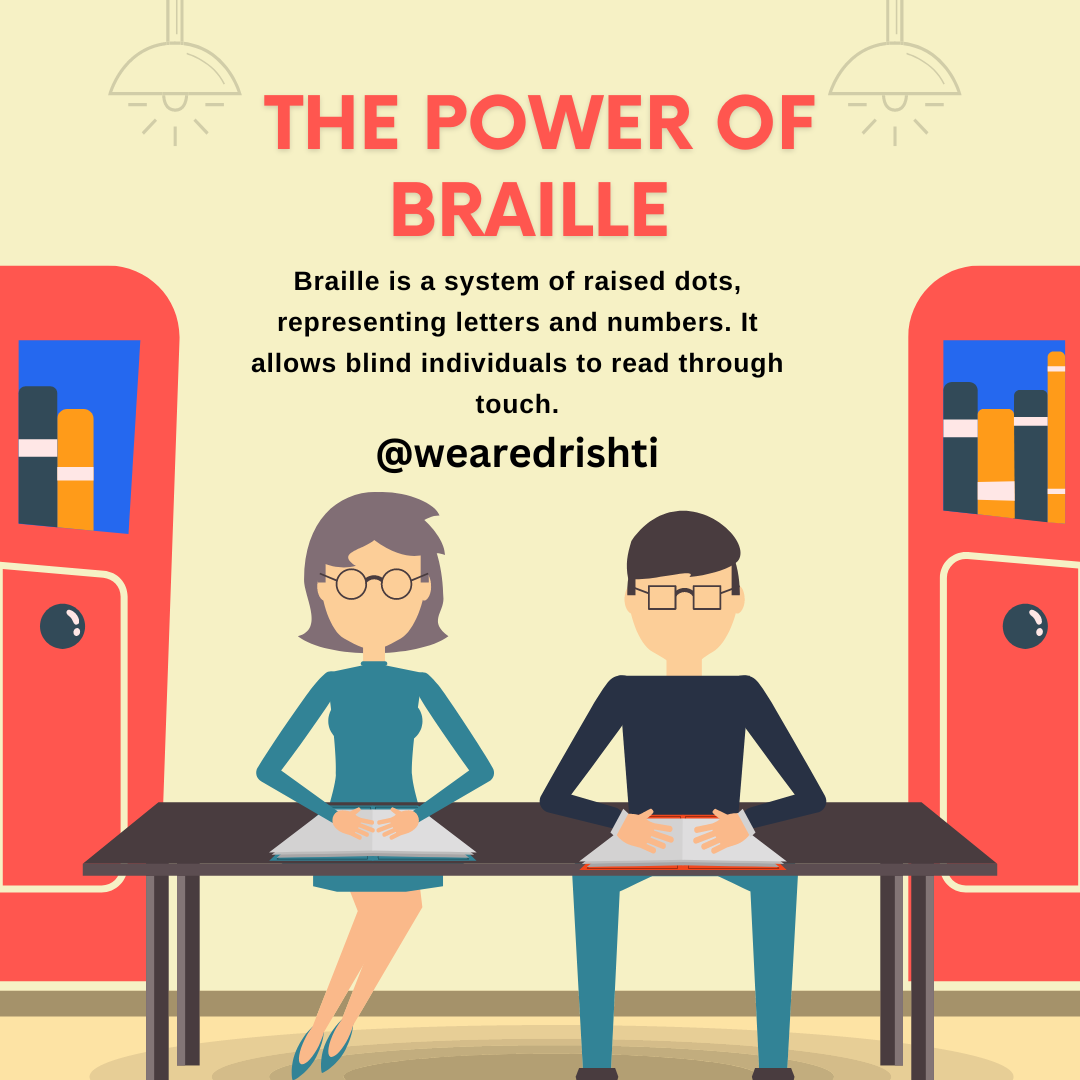 THE POWER OF
BRAILLE
Braille is a system of raised dots,
representing letters and numbers. It
allows blind individuals to read through
touch.
@wearedrishti